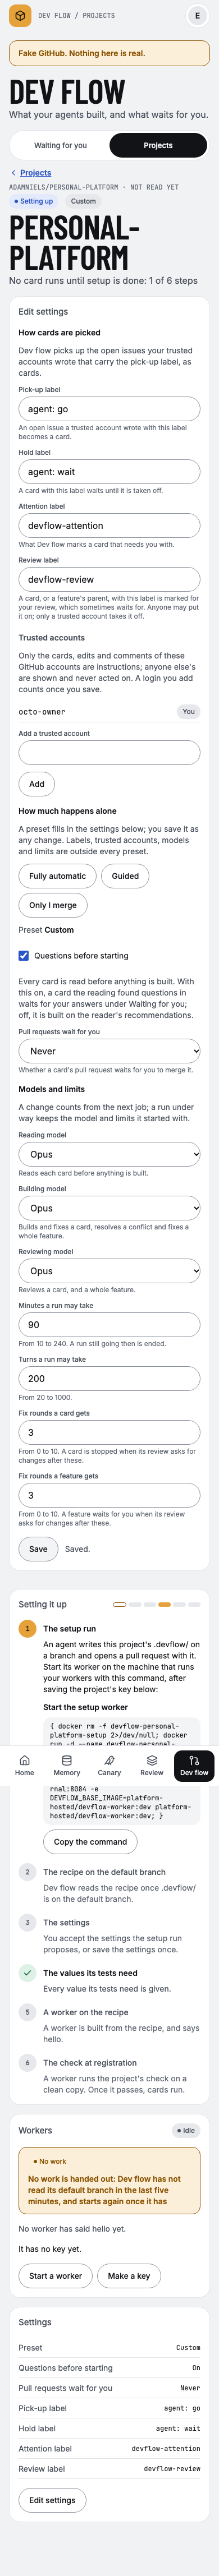 DEV FLOW / PROJECTS
E
Fake GitHub. Nothing here is real.
DEV FLOW
What your agents built, and what waits for you.
Waiting for you
Projects
Projects
ADAMNIELS/PERSONAL-PLATFORM · NOT READ YET
Setting up
Custom
PERSONAL-
PLATFORM
No card runs until setup is done: 1 of 6 steps
Edit settings
How cards are picked
Dev flow picks up the open issues your trusted
accounts wrote that carry the pick-up label, as
cards.
Pick-up label
agent: go
An open issue a trusted account wrote with this label
becomes a card.
Hold label
agent: wait
A card with this label waits until it is taken off.
Attention label
devflow-attention
What Dev flow marks a card that needs you with.
Review label
devflow-review
A card, or a feature's parent, with this label is marked for
your review, which sometimes waits for. Anyone may put
it on; only a trusted account takes it off.
Trusted accounts
Only the cards, edits and comments of these
GitHub accounts are instructions; anyone else's
are shown and never acted on. A login you add
counts once you save.
octo-owner
You
Add a trusted account
Add
How much happens alone
A preset fills in the settings below; you save it as
any change. Labels, trusted accounts, models
and limits are outside every preset.
Fully automatic
Guided
Only I merge
Preset Custom
Questions before starting
Every card is read before anything is built. With
this on, a card the reading found questions in
waits for your answers under Waiting for you;
off, it is built on the reader's recommendations.
Pull requests wait for you
Never
Whether a card's pull request waits for you to merge it.
Models and limits
A change counts from the next job; a run under
way keeps the model and limits it started with.
Reading model
Opus
Reads each card before anything is built.
Building model
Opus
Builds and fixes a card, resolves a conflict and fixes a
whole feature.
Reviewing model
Opus
Reviews a card, and a whole feature.
Minutes a run may take
90
From 10 to 240. A run still going then is ended.
Turns a run may take
200
From 20 to 1000.
Fix rounds a card gets
3
From 0 to 10. A card is stopped when its review asks for
changes after these.
Fix rounds a feature gets
3
From 0 to 10. A feature waits for you when its review
asks for changes after these.
Save
Saved.
Setting it up
1
The setup run
An agent writes this project's .devflow/ on
a branch and opens a pull request with it.
Start its worker on the machine that runs
your workers with this command, after
saving the project's key below:
Start the setup worker
{ docker rm -f devflow-personal-
platform-setup 2>/dev/null; docker
Home
Memory
Canary
Review
Dev flow
rnal:8084 -e
DEVFLOW_BASE_IMAGE=platform-
hosted/devflow-worker:dev platform-
hosted/devflow-worker:dev; }
Copy the command
2
The recipe on the default branch
Dev flow reads the recipe once .devflow/
is on the default branch.
3
The settings
You accept the settings the setup run
proposes, or save the settings once.
The values its tests need
Every value its tests need is given.
5
A worker on the recipe
A worker is built from the recipe, and says
hello.
6
The check at registration
A worker runs the project's check on a
clean copy. Once it passes, cards run.
Workers
Idle
No work
No work is handed out: Dev flow has not
read its default branch in the last five
minutes, and starts again once it has
No worker has said hello yet.
It has no key yet.
Start a worker
Make a key
Settings
Preset
Custom
Questions before starting
On
Pull requests wait for you
Never
Pick-up label
agent: go
Hold label
agent: wait
Attention label
devflow-attention
Review label
devflow-review
Edit settings